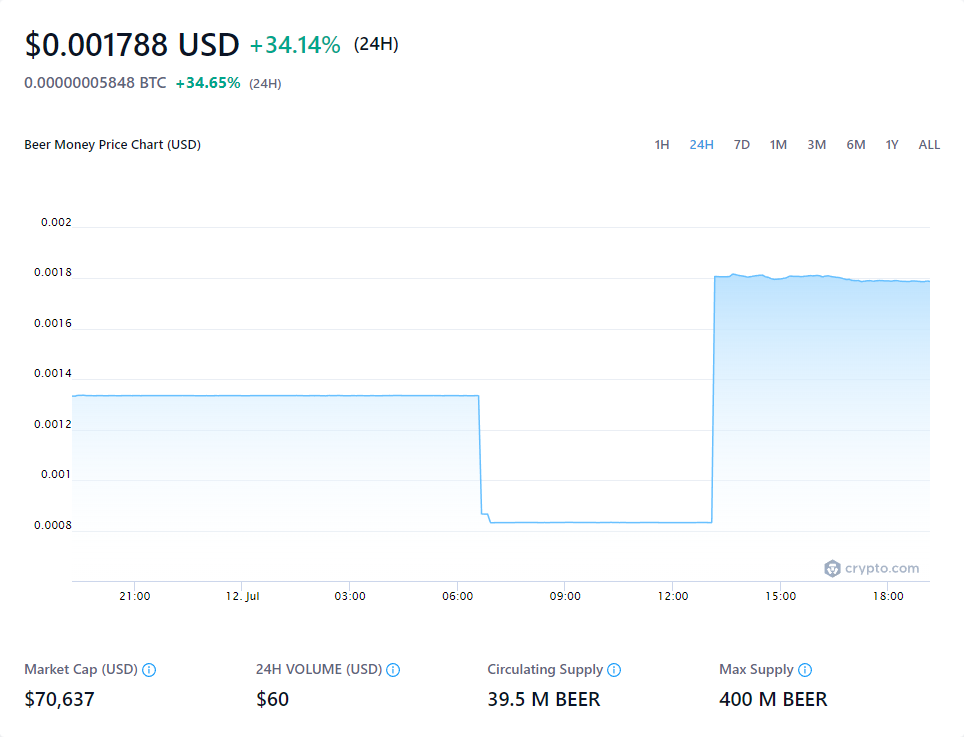 $0.001788 USD +34.14% (24H)
0.00000005848 BTC +34.65% (24H)
Beer Money Price Chart (USD) 1H 24H 7D 1M 3M 6M 1Y ALL
0.002
0.0018
0.0016
0.0014
0.0012
0.001
0.0008
crypto.com
21:00 12. Jul 03:00 06:00 09:00 12:00 15:00 18:00
Market Cap (USD) 24H VOLUME (USD) Circulating Supply Max Supply
$70,637 $60 39.5 M BEER 400 M BEER